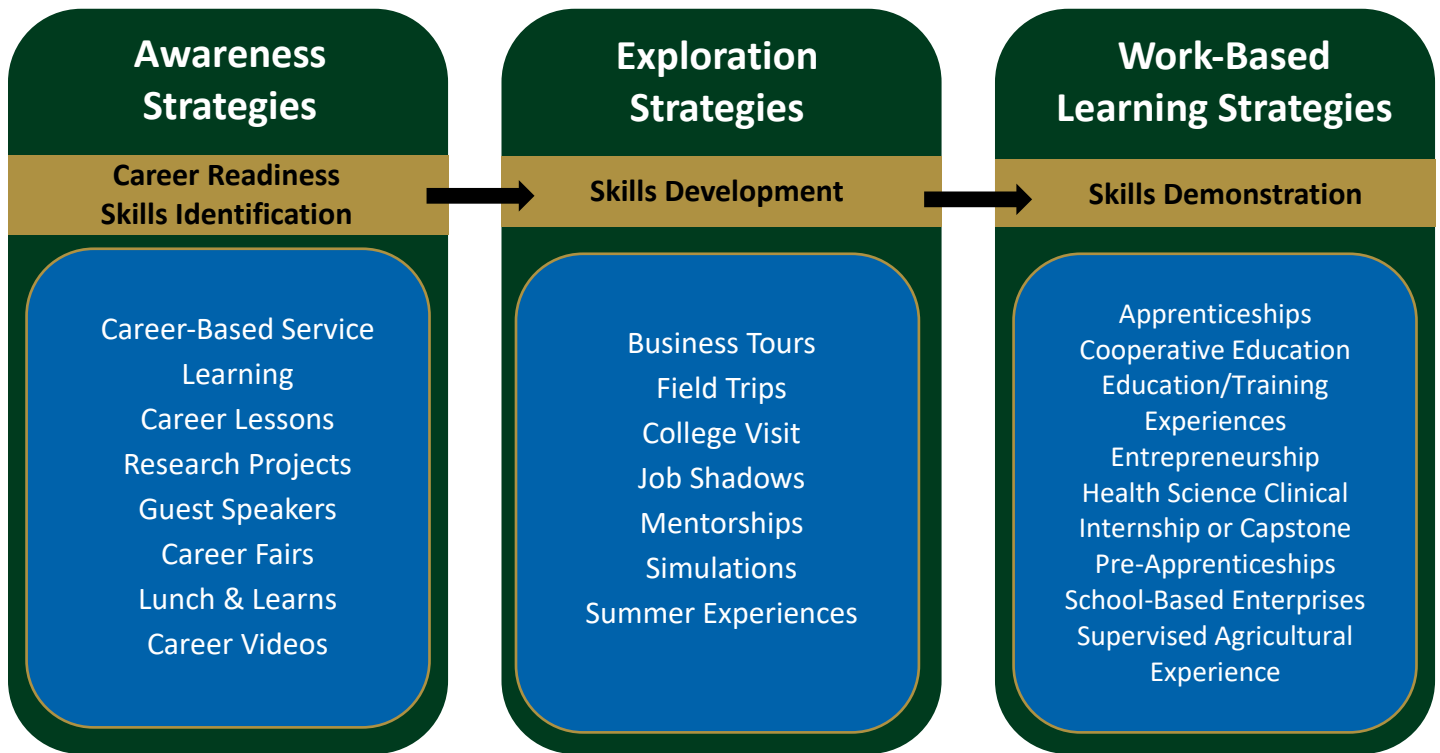 Awareness
Strategies
Career Readiness
Skills Identification
Career-Based Service
Learning
Career Lessons
Research Projects
Guest Speakers
Career Fairs
Lunch & Learns
Career Videos
Exploration
Strategies
Skills Development
Business Tours
Field Trips
College Visit
Job Shadows
Mentorships
Simulations
Summer Experiences
Work-Based
Learning Strategies
Skills Demonstration
Apprenticeships
Cooperative Education
Education/Training
Experiences
Entrepreneurship
Health Science Clinical
Internship or Capstone
Pre-Apprenticeships
School-Based Enterprises
Supervised Agricultural
Experience